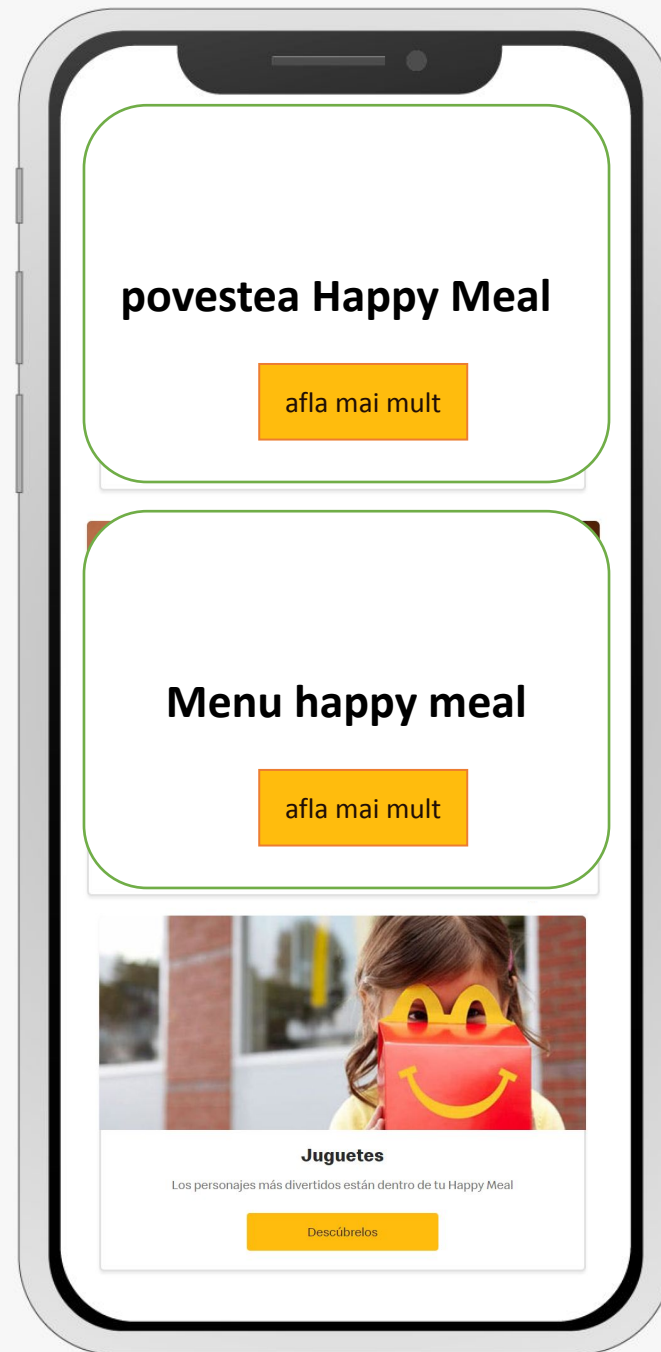 povestea Happy Meal
afla mai mult
Menu happy meal
afla mai mult
Juguetes
Los personajes más divertidos están dentro de tu Happy Meal
Descúbrelos